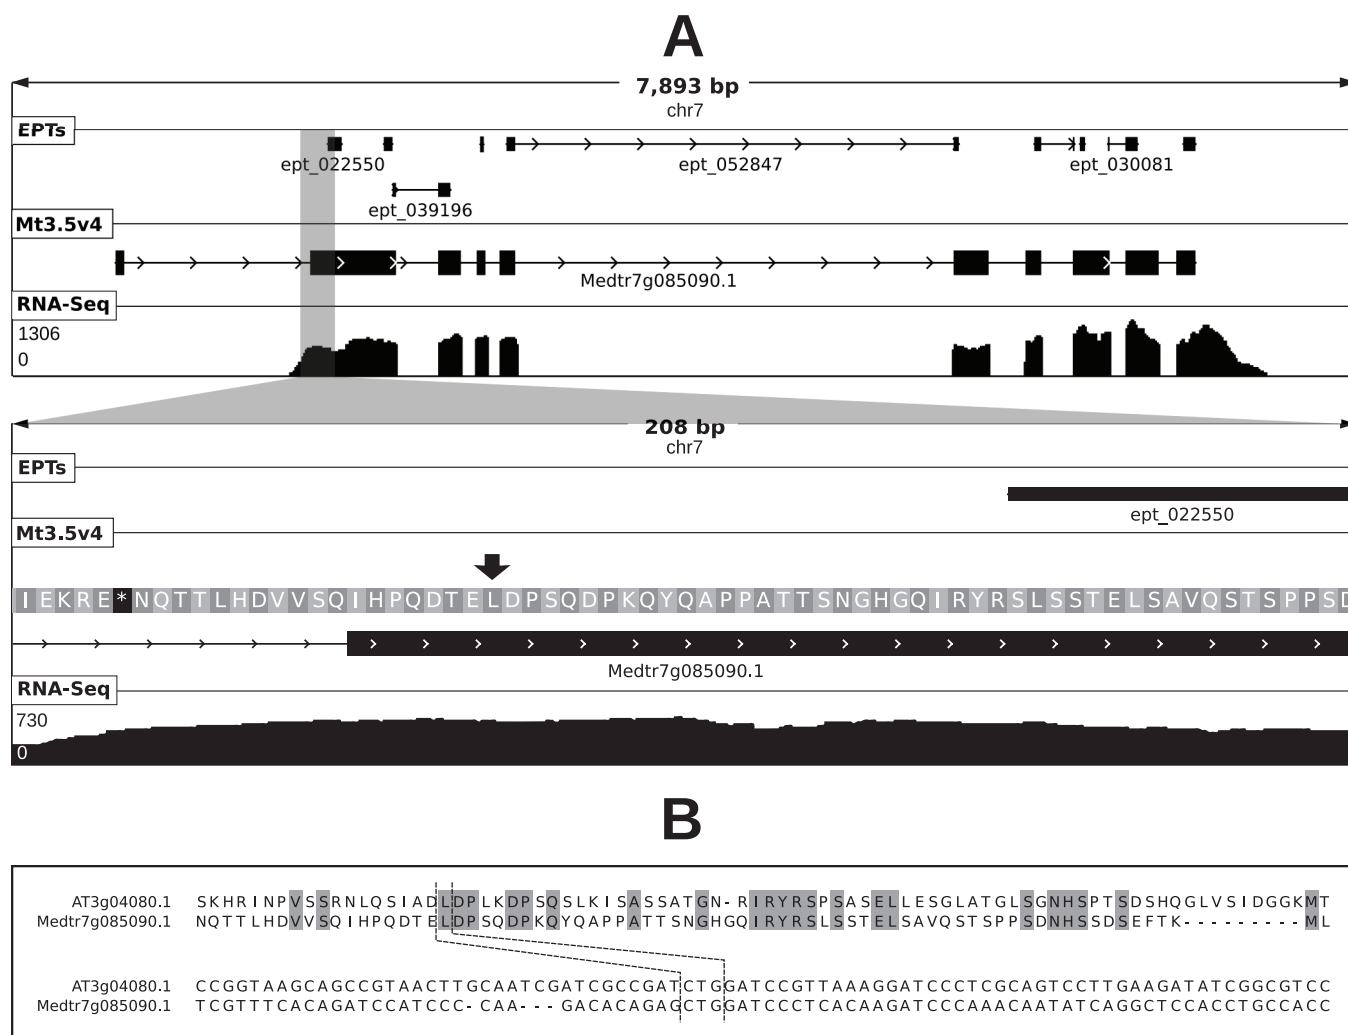 A
7,893 bp
chr7
EPTs
ept_022550
ept_052847
ept_030081
ept_039196
Mt3.5v4
Medtr7g085090.1
RNA-Seq
1306
0
208 bp
chr7
EPTs
ept_022550
Mt3.5v4
IEKRE*NQTTLHDVVSQIHPQDTELDPSQDPKQYQAPPATTSNGHGQIRYRSLSSTELSAVQSTSPPSD
Medtr7g085090.1
RNA-Seq
730
0
B
AT3g04080.1 SKHRINPVSSRNLQSIADLDPLKDPSQSLKISASSATGN-RIRYRSPSASELLESGLATGLSGNHSPTSDSHQGLVSIDGGKMT
Medtr7g085090.1 NQTTLHDVVSQIHPQDTELDPSQDPKQYQAPPATTSNGHGQIRYRSLSSTELSAVQSTSPPSDNHSSDSEFTK---------ML
AT3g04080.1 CCGGTAAGCAGCCGTAACTTGCAATCGATCGCCGATCTGGATCCGTTAAAGGATCCCTCGCAGTCCTTGAAGATATCGGCGTCC
Medtr7g085090.1 TCGTTTCACAGATCCATCCC-CAA---GACACAGAGCTGGATCCCTCACAAGATCCCAAACAATATCAGGCTCCACCTGCCACC